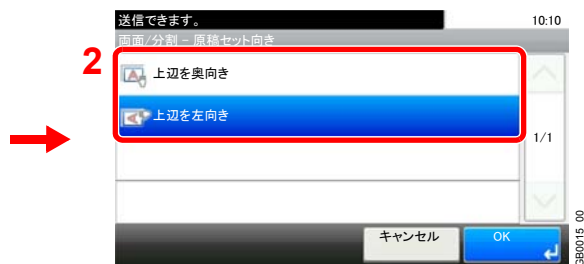 送信できます。 10:10
両面/分割 - 原稿セット向き
2
上辺を奥向き
上辺を左向き
1/1
キャンセル OK
GB0015_00